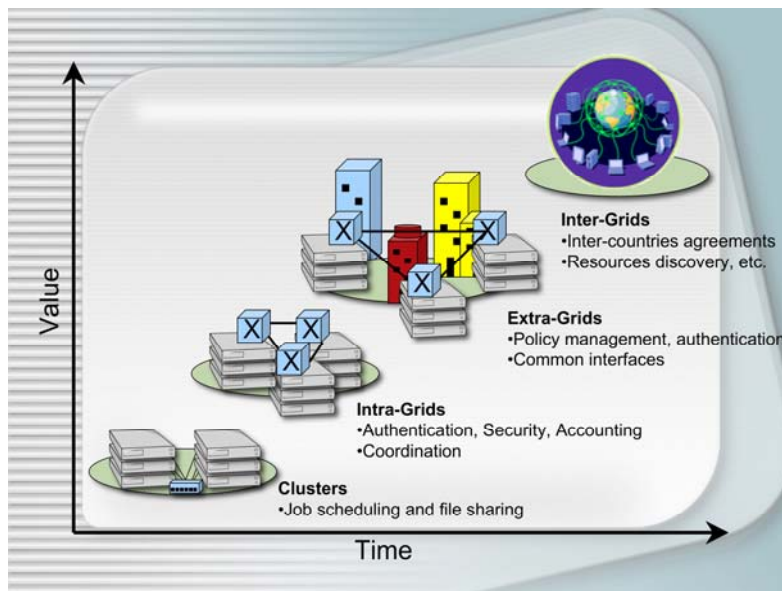 Value
Inter-Grids
•Inter-countries agreements
•Resources discovery, etc.
Extra-Grids
•Policy management, authentication
•Common interfaces
Intra-Grids
•Authentication, Security, Accounting
•Coordination
Clusters
•Job scheduling and file sharing
Time
X
X
X
X
X
X